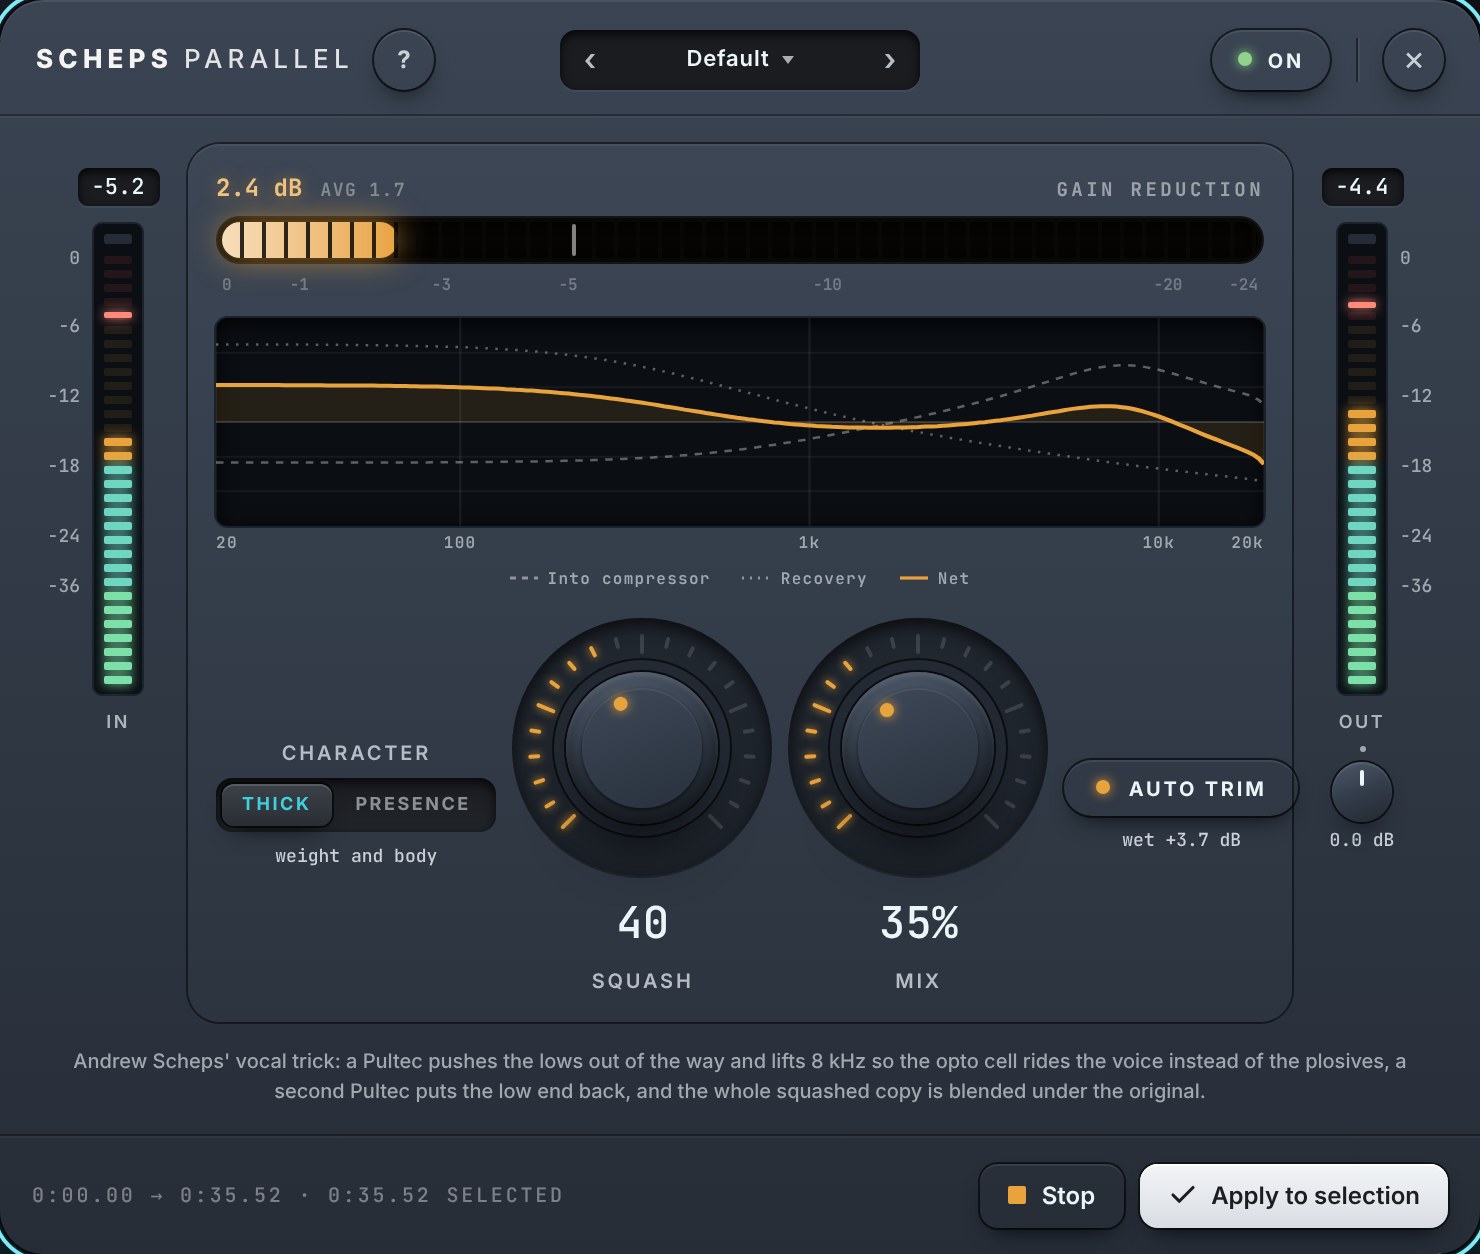 SCHEPS PARALLEL ? ‹ Default › ON ×
-5.2
2.4 dB AVG 1.7 GAIN REDUCTION
-4.4
0 -1 -3 -5 -10 -20 -24
0
-6
-12
-18
-24
-36
IN
0
-6
-12
-18
-24
-36
OUT
20 100 1k 10k 20k
Into compressor Recovery Net
CHARACTER
THICK PRESENCE
weight and body
40
SQUASH
35%
MIX
AUTO TRIM
wet +3.7 dB
0.0 dB
Andrew Scheps' vocal trick: a Pultec pushes the lows out of the way and lifts 8 kHz so the opto cell rides the voice instead of the plosives, a
second Pultec puts the low end back, and the whole squashed copy is blended under the original.
0:00.00 → 0:35.52 · 0:35.52 SELECTED
Stop
Apply to selection